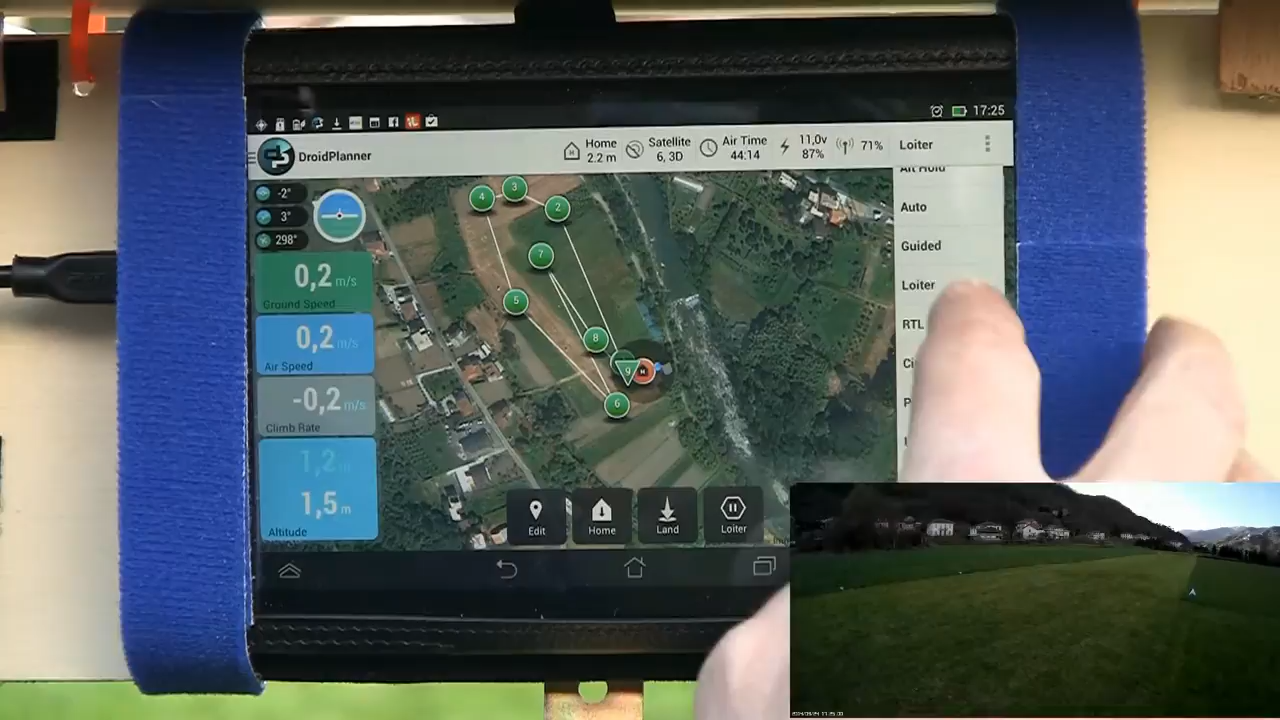 17:25
DroidPlanner
Home
2.2 m
Satellite
6, 3D
Air Time
44:14
11,0v
87%
71%
Loiter
-2°
3°
298°
0,2 m/s
Ground Speed
0,2 m/s
Air Speed
-0,2 m/s
Climb Rate
1,2 m
1,5 m
Altitude
4
3
2
7
5
8
9
H
6
Alt Hold
Auto
Guided
Loiter
RTL
Edit
Home
Land
Loiter